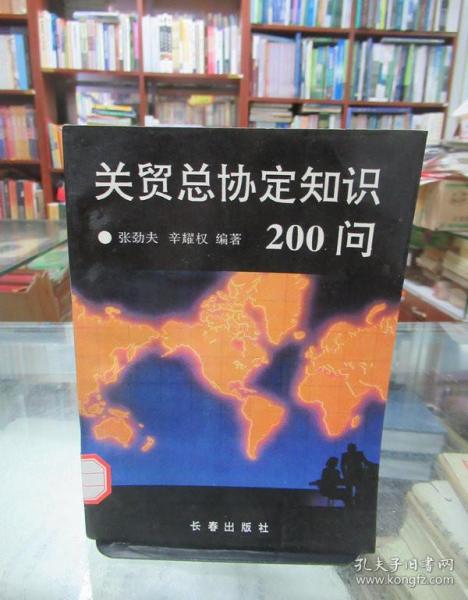 关贸总协定知识
200问
●张劲夫 辛耀权 编著
长春出版社
孔夫子旧书网
www.kongfz.com